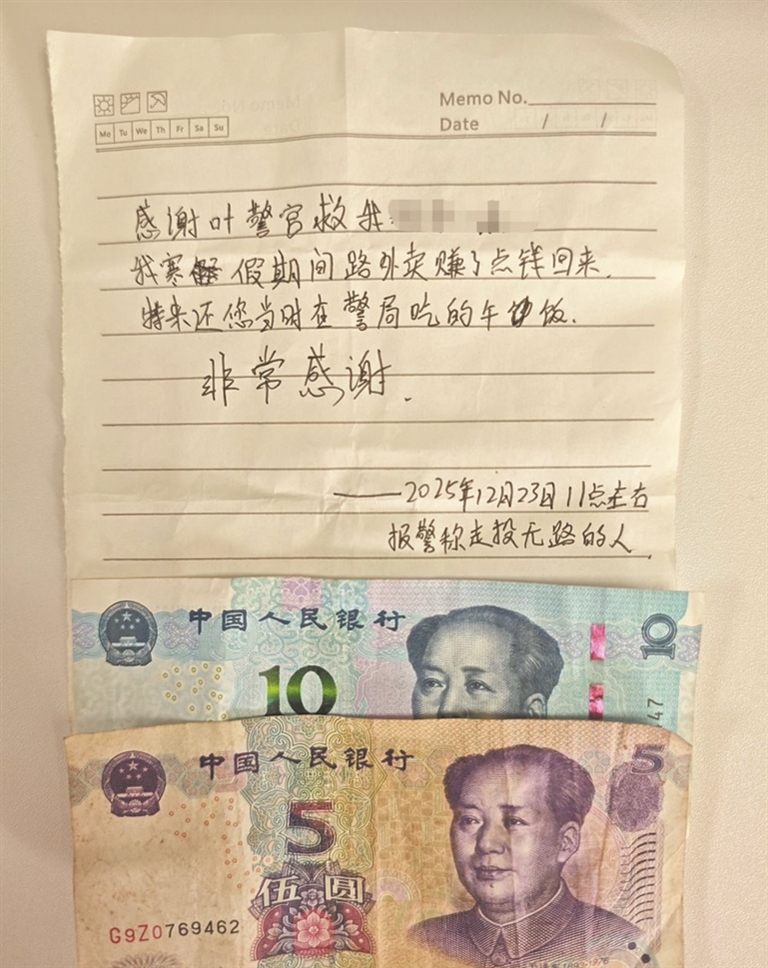 Memo No.
Mo Tu We Th Fr Sa Su
Date / /
感谢叶警官救我
我寒假期间跑外卖赚了点钱回来.
特来还您当时在警局吃的午饭.
非常感谢.
——2025年12月23日11点左右
报警称走投无路的人
中国人民银行
10
10
47
中国人民银行
5
5
伍圆
G9Z0769462